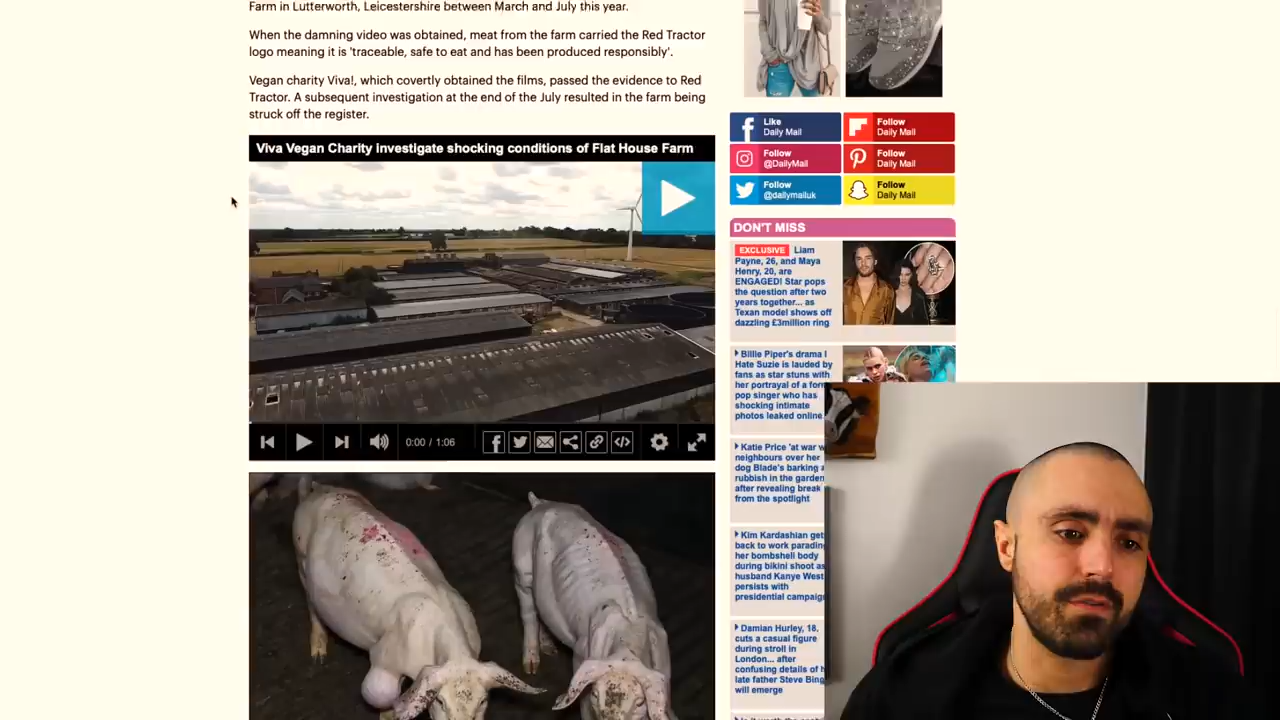 Farm in Lutterworth, Leicestershire between March and July this year.
When the damning video was obtained, meat from the farm carried the Red Tractor
logo meaning it is 'traceable, safe to eat and has been produced responsibly'.
Vegan charity Viva!, which covertly obtained the films, passed the evidence to Red
Tractor. A subsequent investigation at the end of the July resulted in the farm being
struck off the register.
Viva Vegan Charity investigate shocking conditions of Flat House Farm
0:00 / 1:06
Like
Daily Mail
Follow
Daily Mail
Follow
@DailyMail
Follow
Daily Mail
Follow
@dailymailuk
Follow
Daily Mail
DON'T MISS
EXCLUSIVE Liam
Payne, 26, and Maya
Henry, 20, are
ENGAGED! Star pops
the question after two
years together... as
Texan model shows off
dazzling £3million ring
Billie Piper's drama I
Hate Suzie is lauded by
fans as star stuns with
her portrayal of a
pop singer who has
shocking intimate
photos leaked online
Katie Price 'at war
neighbours over her
dog Blade's barking
rubbish in the garden
after revealing break
from the spotlight
Kim Kardashian
back to work
her bombshell body
during bikini shoot as
husband Kanye West
persists with
presidential
Damian Hurley, 18,
cuts a casual figure
during stroll in
London... after
confusing details of
late father Steve Bing
will emerge